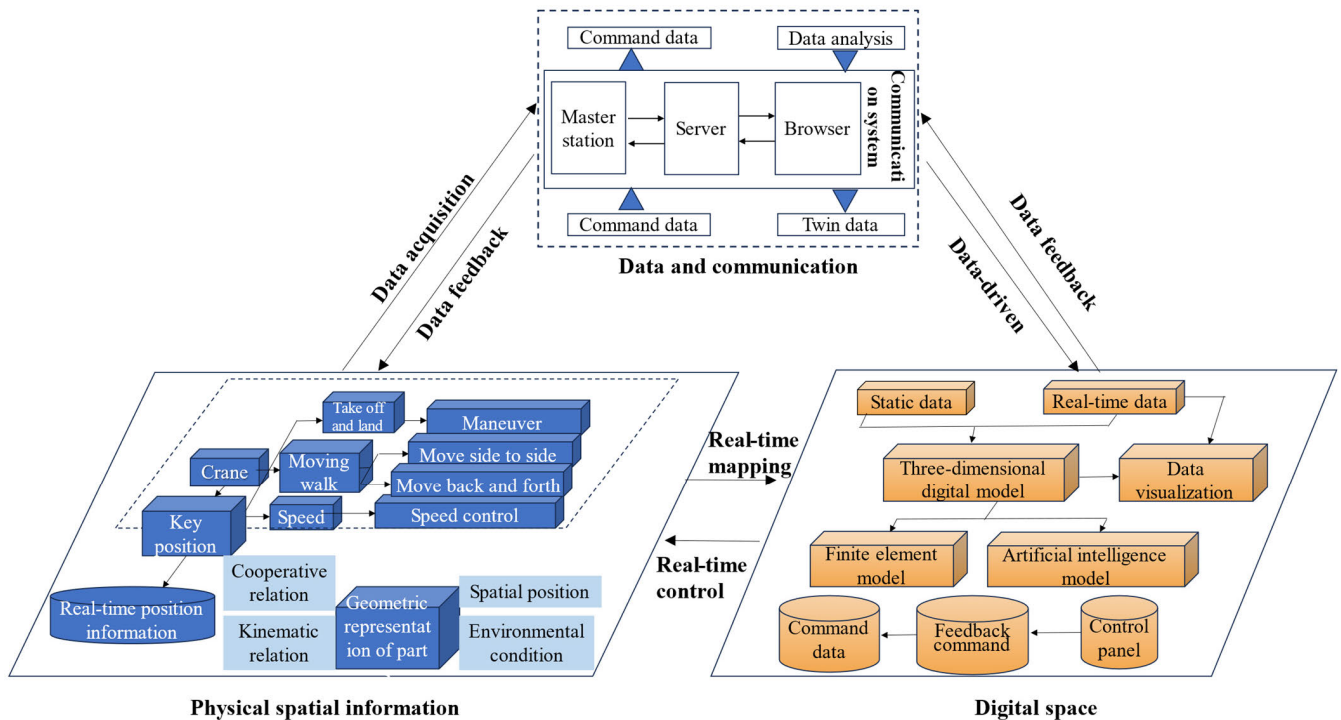 Command data
Data analysis
Master
station
Server
Browser
Communicati
on system
Command data
Twin data
Data and communication
Data acquisition
Data feedback
Data-driven
Data feedback
Take off
and land
Maneuver
Crane
Moving
walk
Move side to side
Move back and forth
Key
position
Speed
Speed control
Real-time position
information
Cooperative
relation
Kinematic
relation
Geometric
representat
ion of part
Spatial position
Environmental
condition
Physical spatial information
Real-time
mapping
Real-time
control
Static data
Real-time data
Three-dimensional
digital model
Data
visualization
Finite element
model
Artificial intelligence
model
Command
data
Feedback
command
Control
panel
Digital space